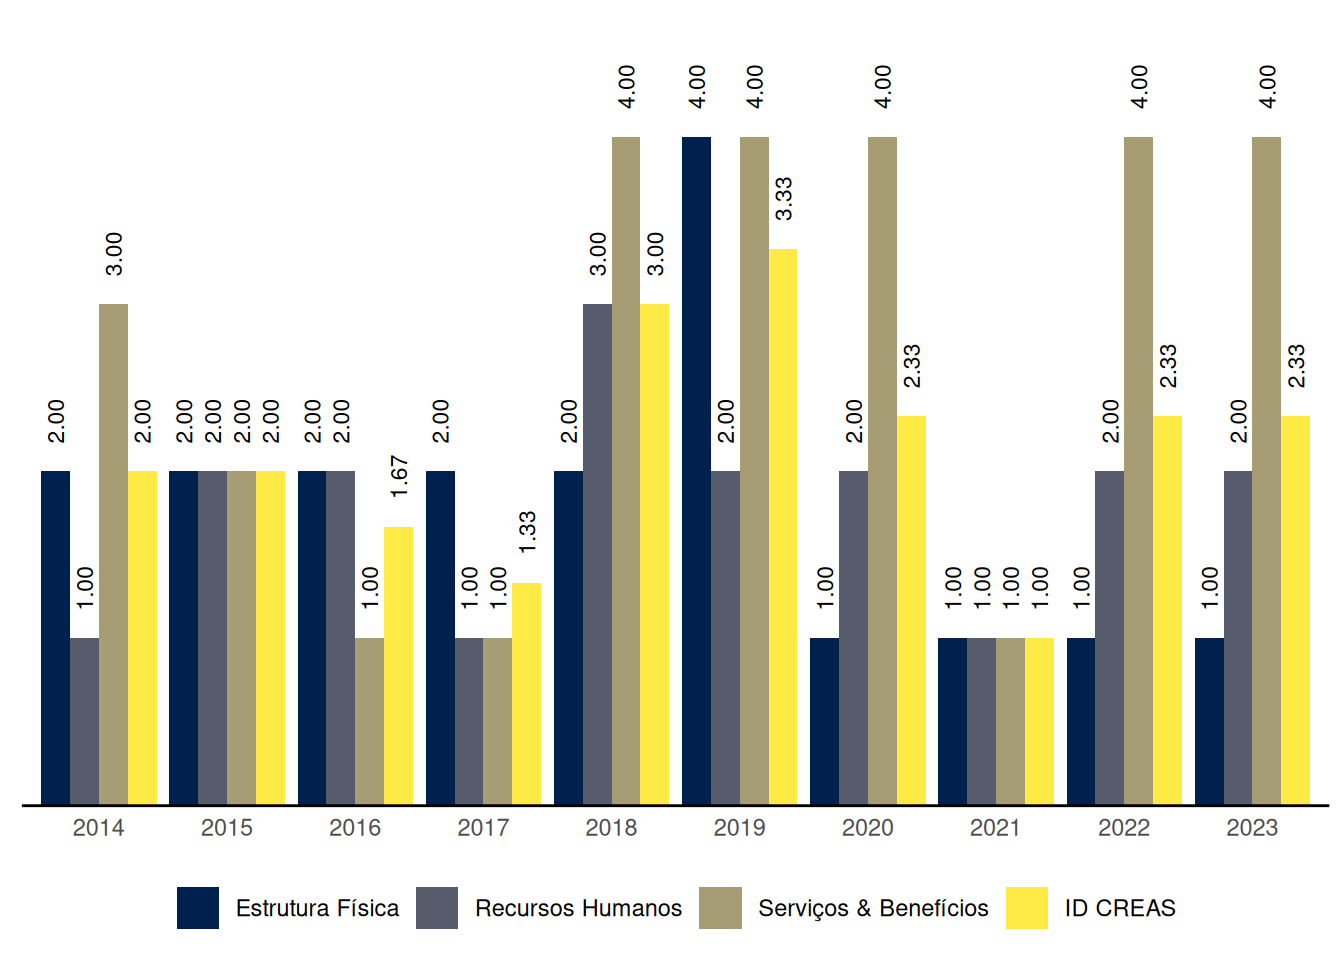 4.00 4.00 4.00 4.00 4.00 4.00
3.33
3.00 3.00 3.00
2.33 2.33 2.33
2.00 2.00 2.00 2.00 2.00 2.00 2.00 2.00 2.00 2.00 2.00 2.00 2.00 2.00
1.67
1.33
1.00 1.00 1.00 1.00 1.00 1.00 1.00 1.00 1.00 1.00 1.00
2014 2015 2016 2017 2018 2019 2020 2021 2022 2023
Estrutura Física Recursos Humanos Serviços & Benefícios ID CREAS